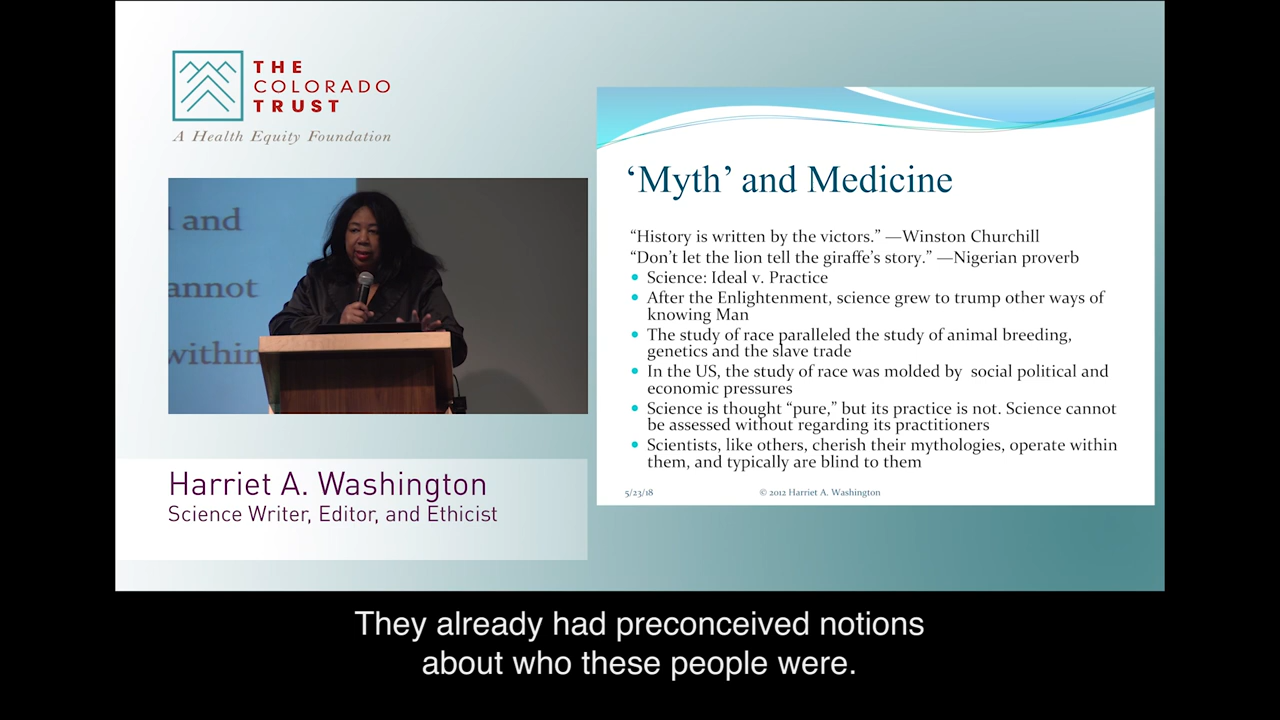 THE
COLORADO
TRUST
A Health Equity Foundation
and
annot
within
Harriet A. Washington
Science Writer, Editor, and Ethicist
‘Myth’ and Medicine
“History is written by the victors.” —Winston Churchill
“Don’t let the lion tell the giraffe’s story.” —Nigerian proverb
Science: Ideal v. Practice
After the Enlightenment, science grew to trump other ways of
knowing Man
The study of race paralleled the study of animal breeding,
genetics and the slave trade
In the US, the study of race was molded by  social political and
economic pressures
Science is thought “pure,” but its practice is not. Science cannot
be assessed without regarding its practitioners
Scientists, like others, cherish their mythologies, operate within
them, and typically are blind to them
5/23/18
© 2012 Harriet A. Washington
They already had preconceived notions
about who these people were.